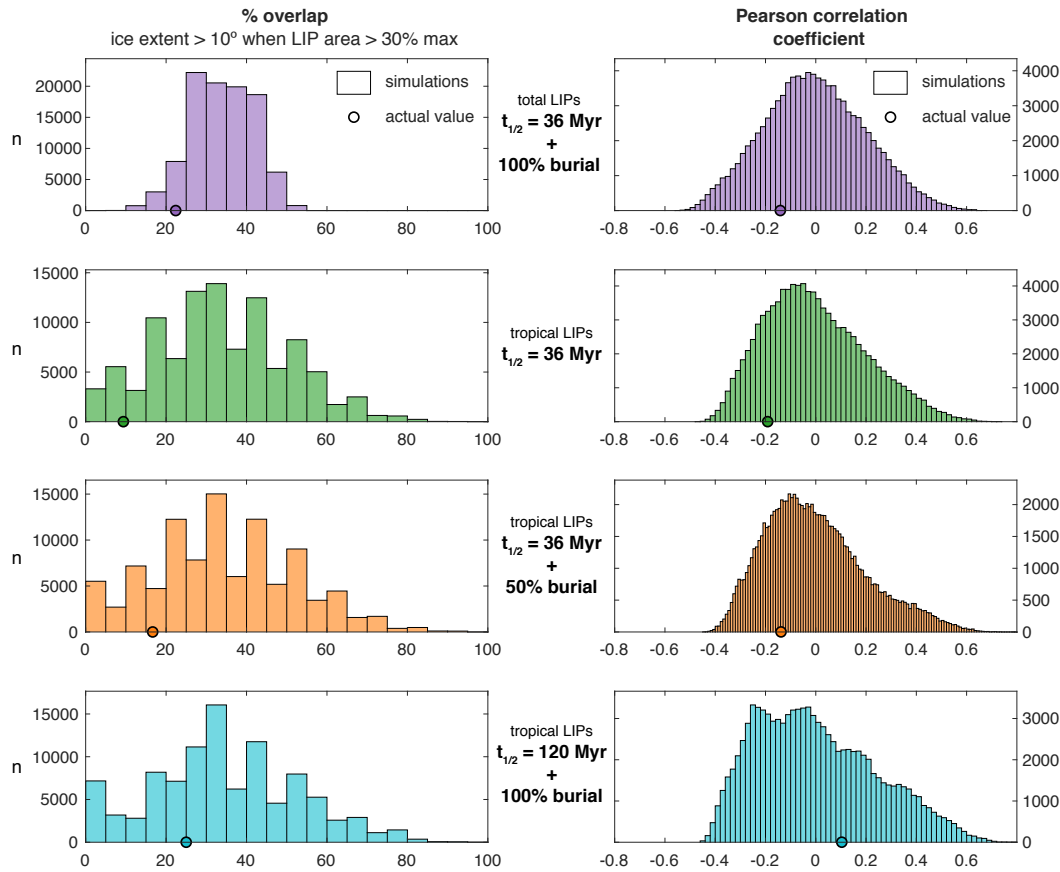 % overlap
ice extent > 10º when LIP area > 30% max
Pearson correlation
coefficient
simulations
actual value
n
20000
15000
10000
5000
0
0 20 40 60 80 100
total LIPs
t1/2 = 36 Myr
+
100% burial
simulations
actual value
4000
3000
2000
1000
0
-0.8 -0.6 -0.4 -0.2 0 0.2 0.4 0.6
n
15000
10000
5000
0
0 20 40 60 80 100
tropical LIPs
t1/2 = 36 Myr
4000
3000
2000
1000
0
-0.8 -0.6 -0.4 -0.2 0 0.2 0.4 0.6
n
15000
10000
5000
0
0 20 40 60 80 100
tropical LIPs
t1/2 = 36 Myr
+
50% burial
2000
1500
1000
500
0
-0.8 -0.6 -0.4 -0.2 0 0.2 0.4 0.6
n
15000
10000
5000
0
0 20 40 60 80 100
tropical LIPs
t1/2 = 120 Myr
+
100% burial
3000
2000
1000
0
-0.8 -0.6 -0.4 -0.2 0 0.2 0.4 0.6